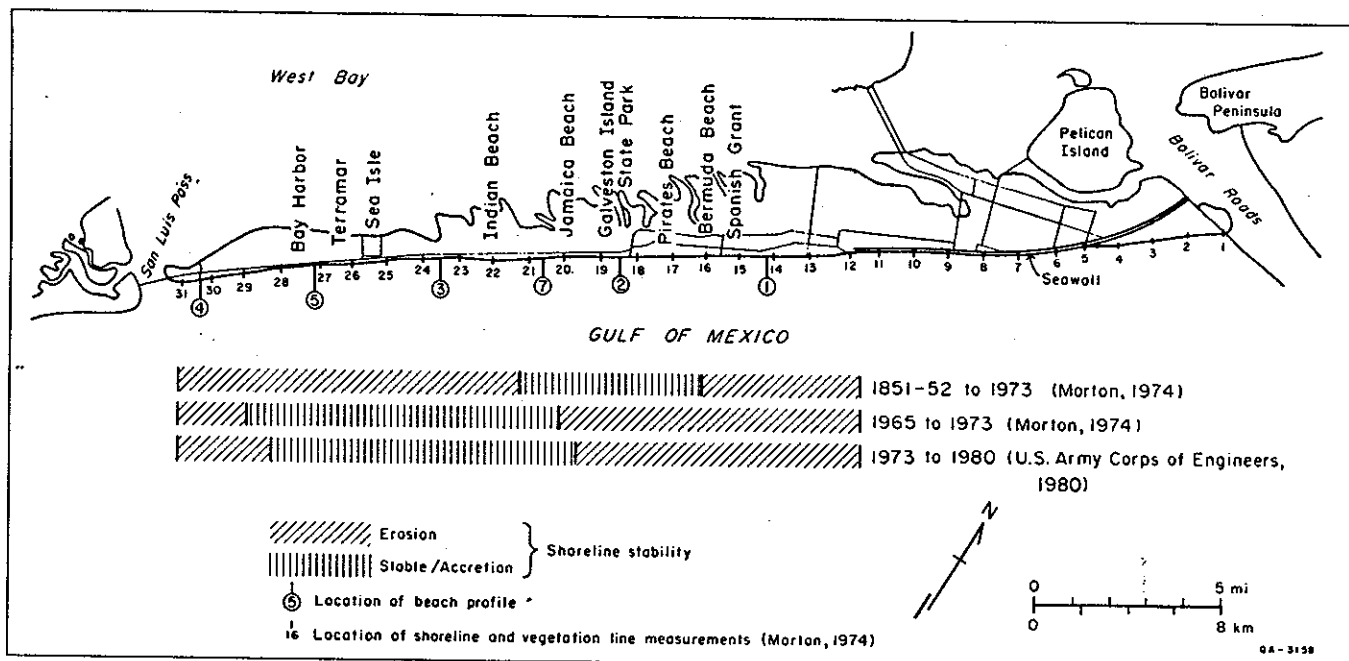 West Bay
San Luis Pass
Bay Harbor
Terramar
Sea Isle
Indian Beach
Jamaica Beach
Galveston Island
State Park
Pirates Beach
Bermuda Beach
Spanish Grant
Pelican
Island
Bolivar
Peninsula
Bolivar Roads
31 30 29 28 27 26 25 24 23 22 21 20 19 18 17 16 15 14 13 12 11 10 9 8 7 6 5 4 3 2 1
Seawall
4 5 3 7 2 1
GULF OF MEXICO
1851-52 to 1973 (Morton, 1974)
1965 to 1973 (Morton, 1974)
1973 to 1980 (U.S. Army Corps of Engineers,
1980)
Erosion
Stable/Accretion
Shoreline stability
5 Location of beach profile
16 Location of shoreline and vegetation line measurements (Morton, 1974)
N
0 5 mi
0 8 km
QA-3158